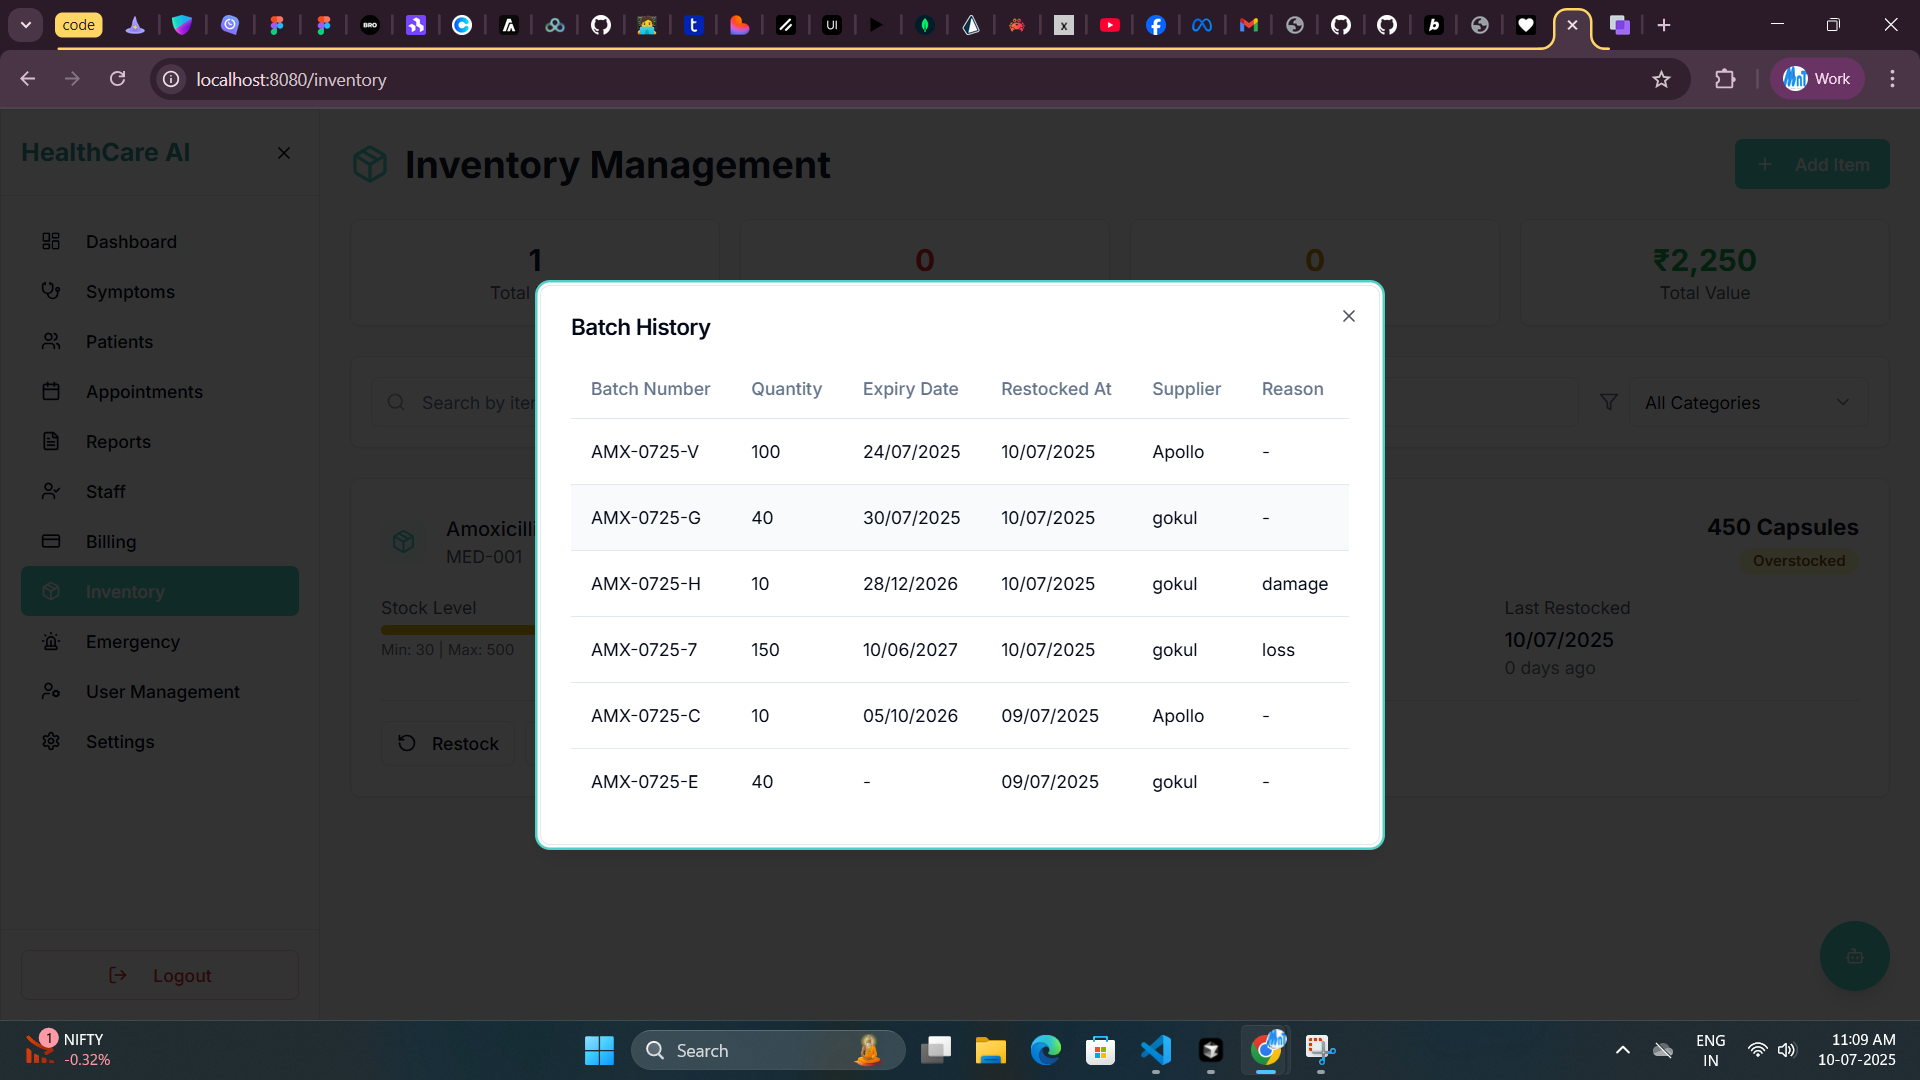 code
BRO
UI
localhost:8080/inventory
Work
HealthCare AI
Inventory Management
Add Item
Dashboard
Symptoms
Patients
Appointments
Reports
Staff
Billing
Inventory
Emergency
User Management
Settings
Logout
1
Total
0
0
₹2,250
Total Value
Search by iter
All Categories
Amoxicilli
MED-001
450 Capsules
Overstocked
Stock Level
Min: 30 | Max: 500
Last Restocked
10/07/2025
0 days ago
Restock
Batch History
Batch Number Quantity Expiry Date Restocked At Supplier Reason
AMX-0725-V 100 24/07/2025 10/07/2025 Apollo -
AMX-0725-G 40 30/07/2025 10/07/2025 gokul -
AMX-0725-H 10 28/12/2026 10/07/2025 gokul damage
AMX-0725-7 150 10/06/2027 10/07/2025 gokul loss
AMX-0725-C 10 05/10/2026 09/07/2025 Apollo -
AMX-0725-E 40 - 09/07/2025 gokul -
1
NIFTY
-0.32%
Search
ENG
IN
11:09 AM
10-07-2025